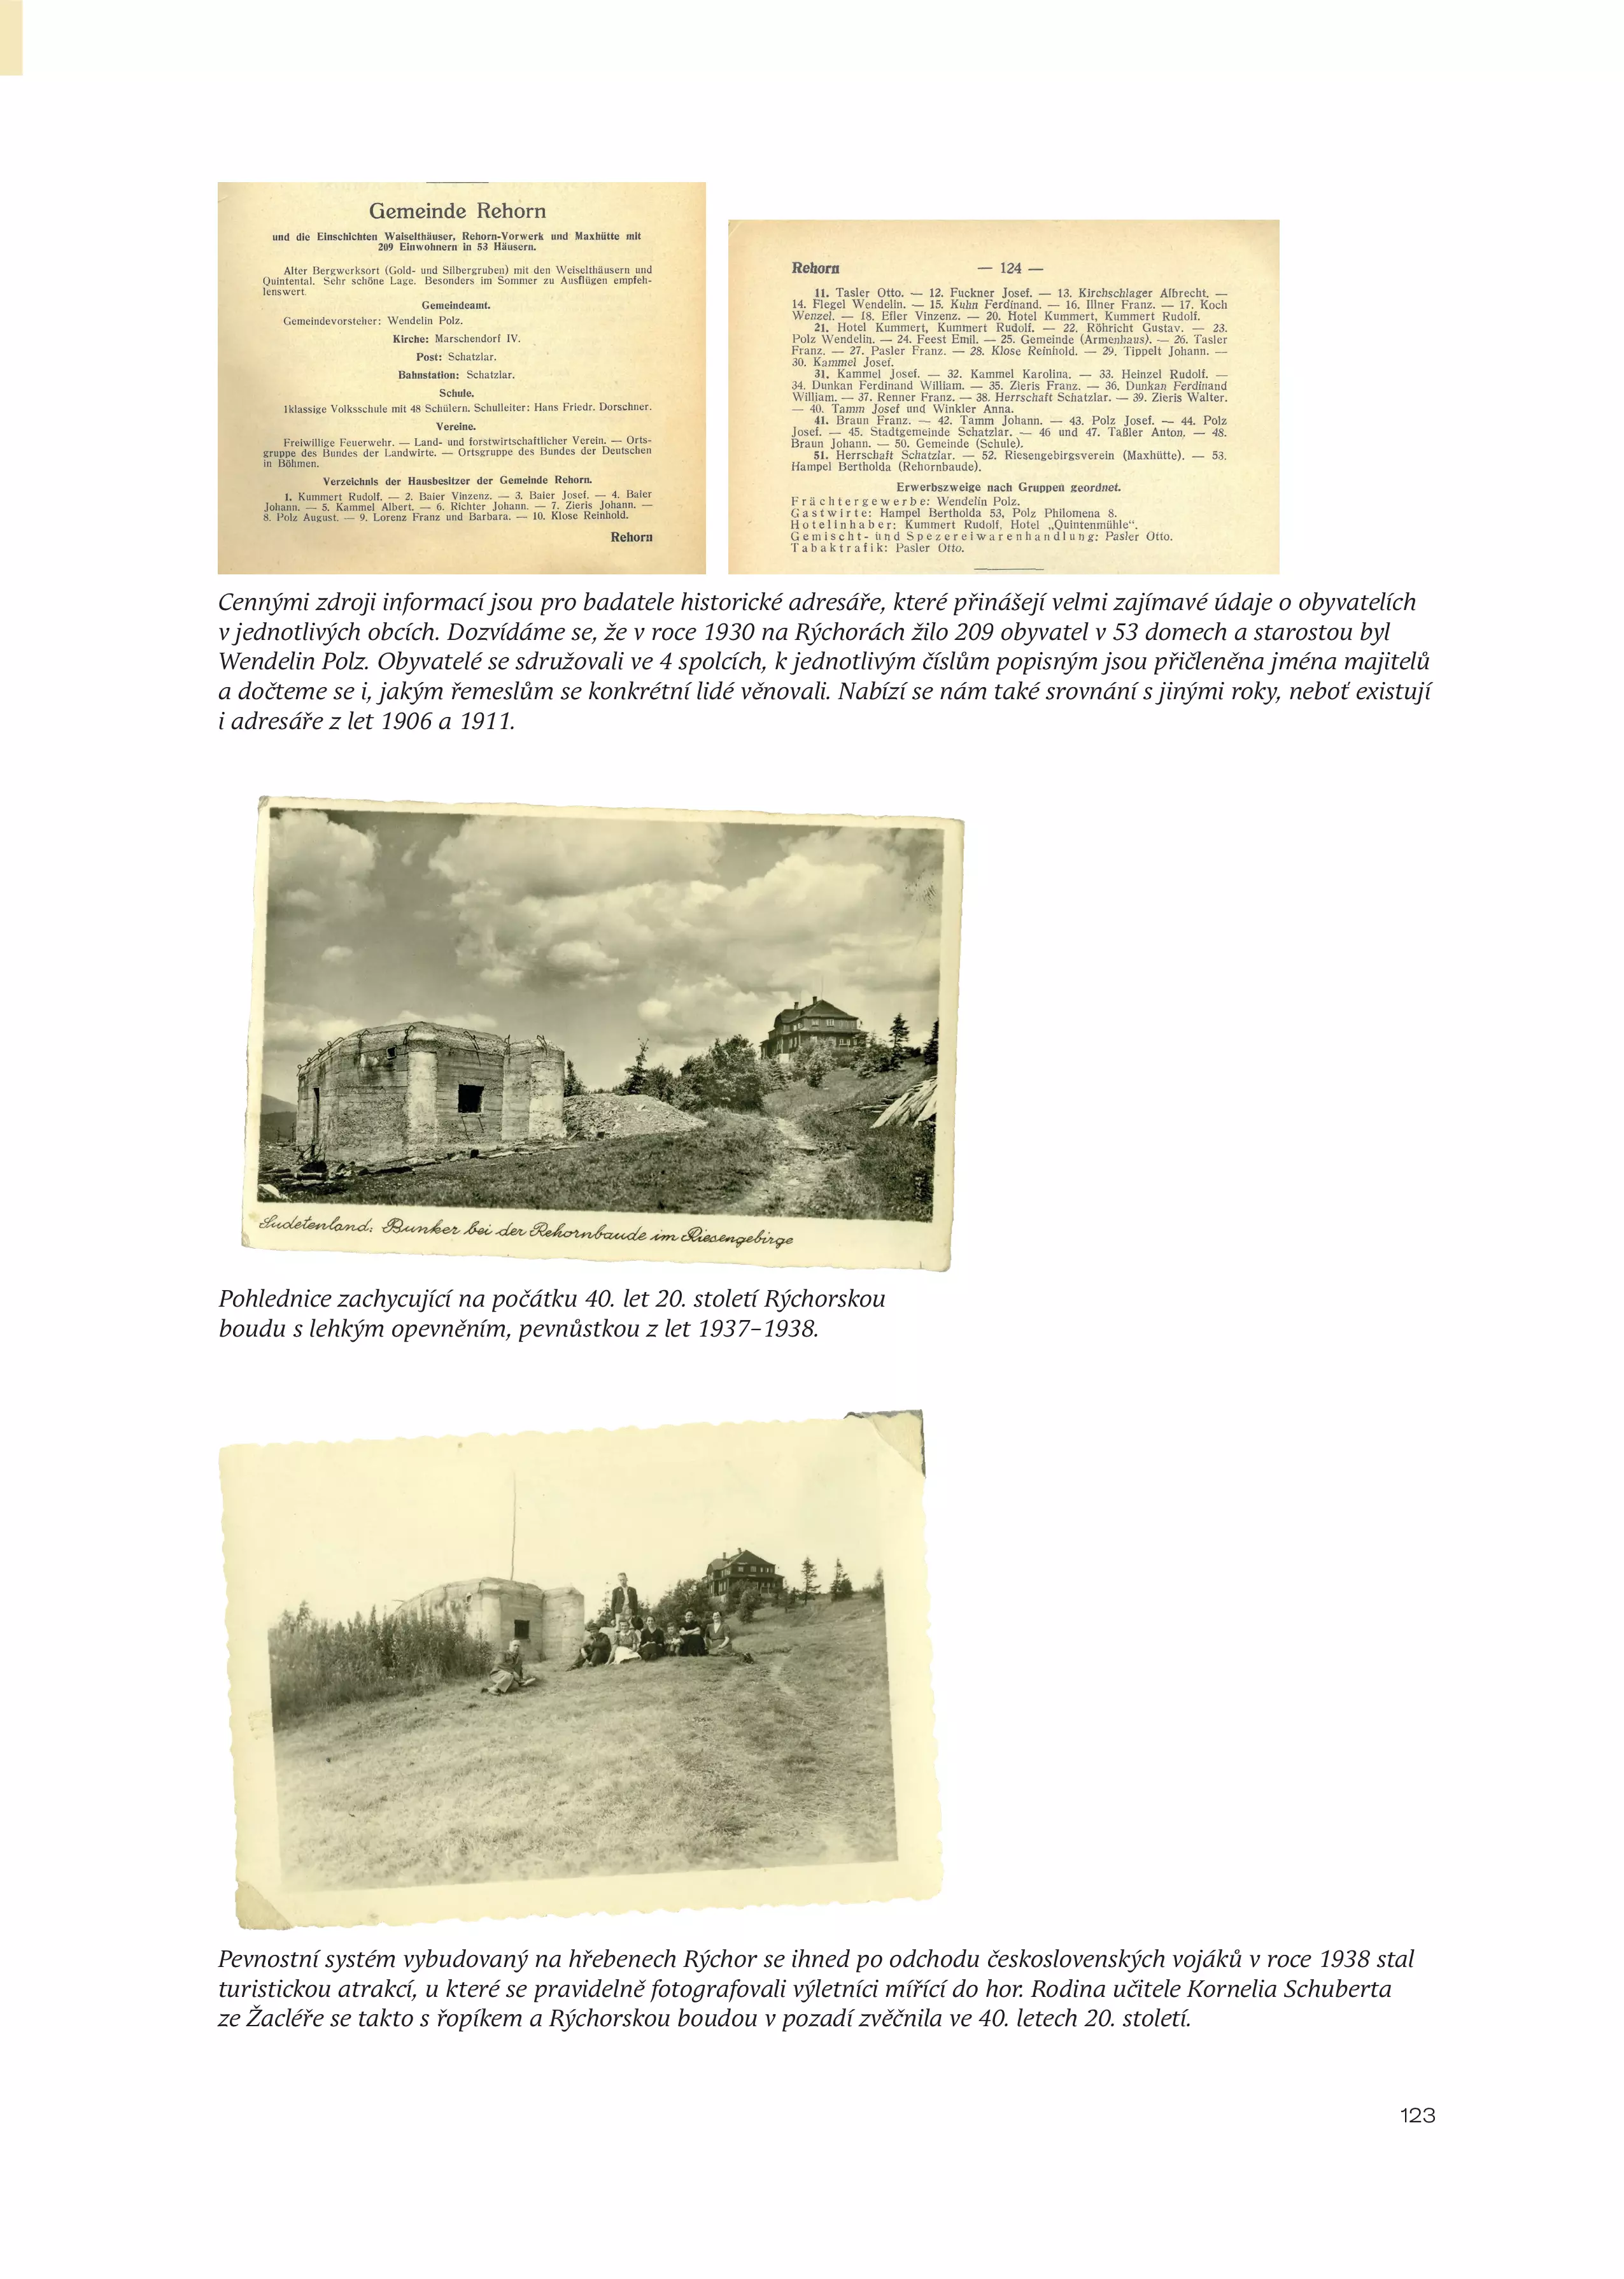 Gemeinde Rehorn
und die Einschichten Waiselthäuser, Rehorn-Vorwerk und Maxhütte mit
209 Einwohnern in 53 Häusern.
Alter Bergwerksort (Gold- und Silbergruben) mit den Weiselthäusern und
Quintental. Sehr schöne Lage. Besonders im Sommer zu Ausflügen empfeh-
lenswert.
Gemeindeamt.
Gemeindevorsteher: Wendelin Polz.
Kirche: Marschendorf IV.
Post: Schatzlar.
Bahnstation: Schatzlar.
Schule.
1klassige Volksschule mit 48 Schülern. Schulleiter: Hans Friedr. Dorschner.
Vereine.
Freiwillige Feuerwehr. — Land- und forstwirtschaftlicher Verein. — Orts-
gruppe des Bundes der Landwirte. — Ortsgruppe des Bundes der Deutschen
in Böhmen.
Verzeichnis der Hausbesitzer der Gemeinde Rehorn.
1. Kummert Rudolf. — 2. Baier Vinzenz. — 3. Baier Josef. — 4. Baier
Johann. — 5. Kammel Albert. — 6. Richter Johann. — 7. Zieris Johann. —
8. Polz August. — 9. Lorenz Franz und Barbara. — 10. Klose Reinhold.
Rehorn
Rehorn — 124 —
11. Tasler Otto. — 12. Fuckner Josef. — 13. Kirchschlager Albrecht. —
14. Flegel Wendelin. — 15. Kuhn Ferdinand. — 16. Illner Franz. — 17. Koch
Wenzel. — 18. Efler Vinzenz. — 20. Hotel Kummert, Kummert Rudolf.
21. Hotel Kummert, Kummert Rudolf. — 22. Röhricht Gustav. — 23.
Polz Wendelin. — 24. Feest Emil. — 25. Gemeinde (Armenhaus). — 26. Tasler
Franz. — 27. Pasler Franz. — 28. Klose Reinhold. — 29. Tippelt Johann. —
30. Kammel Josef.
31. Kammel Josef. — 32. Kammel Karolina. — 33. Heinzel Rudolf. —
34. Dunkan Ferdinand William. — 35. Zieris Franz. — 36. Dunkan Ferdinand
William. — 37. Renner Franz. — 38. Herrschaft Schatzlar. — 39. Zieris Walter.
— 40. Tamm Josef und Winkler Anna.
41. Braun Franz. — 42. Tamm Johann. — 43. Polz Josef. — 44. Polz
Josef. — 45. Stadtgemeinde Schatzlar. — 46 und 47. Taßler Anton. — 48.
Braun Johann. — 50. Gemeinde (Schule).
51. Herrschaft Schatzlar. — 52. Riesengebirgsverein (Maxhütte). — 53.
Hampel Bertholda (Rehornbaude).
Erwerbszweige nach Gruppen geordnet.
Frächtergewerbe: Wendelin Polz.
Gastwirte: Hampel Bertholda 53, Polz Philomena 8.
Hotelinhaber: Kummert Rudolf, Hotel „Quintenmühle“.
Gemischt- und Spezereiwarenhandlung: Pasler Otto.
Tabaktrafik: Pasler Otto.
Cennými zdroji informací jsou pro badatele historické adresáře, které přinášejí velmi zajímavé údaje o obyvatelích
v jednotlivých obcích. Dozvídáme se, že v roce 1930 na Rýchorách žilo 209 obyvatel v 53 domech a starostou byl
Wendelin Polz. Obyvatelé se sdružovali ve 4 spolcích, k jednotlivým číslům popisným jsou přičleněna jména majitelů
a dočteme se i, jakým řemeslům se konkrétní lidé věnovali. Nabízí se nám také srovnání s jinými roky, neboť existují
i adresáře z let 1906 a 1911.
Sudetenland: Bunker bei der Rehornbaude im Riesengebirge
Pohlednice zachycující na počátku 40. let 20. století Rýchorskou
boudu s lehkým opevněním, pevnůstkou z let 1937–1938.
Pevnostní systém vybudovaný na hřebenech Rýchor se ihned po odchodu československých vojáků v roce 1938 stal
turistickou atrakcí, u které se pravidelně fotografovali výletníci mířící do hor. Rodina učitele Kornelia Schuberta
ze Žacléře se takto s řopíkem a Rýchorskou boudou v pozadí zvěčnila ve 40. letech 20. století.
123